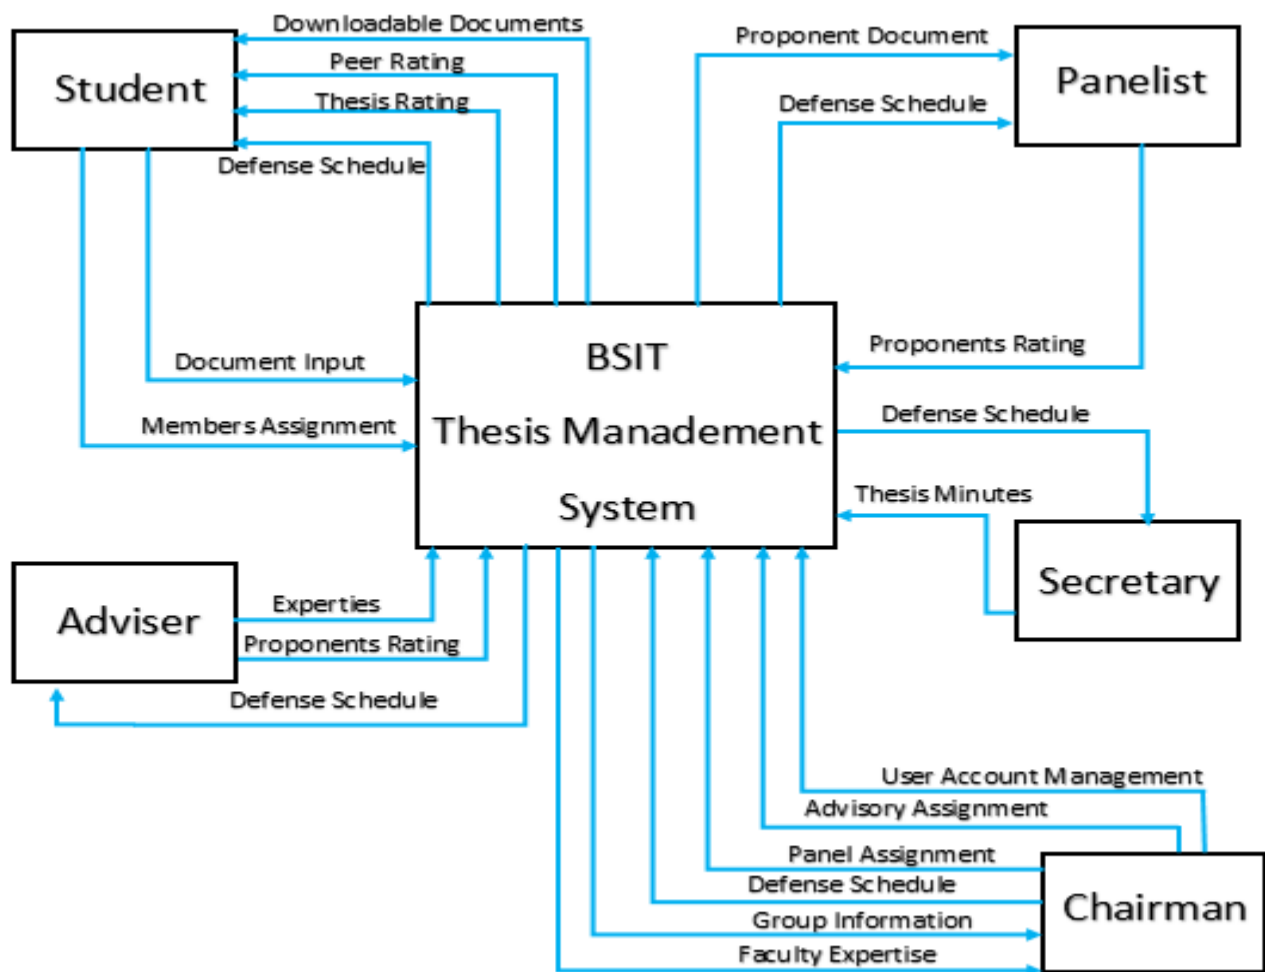 Downloadable Documents
Proponent Document
Student
Peer Rating
Panelist
Thesis Rating
Defense Schedule
Defense Schedule
Document Input
BSIT
Proponents Rating
Members Assignment
Thesis Manadement
Defense Schedule
System
Thesis Minutes
Secretary
Adviser
Experties
Proponents Rating
Defense Schedule
User Account Management
Advisory Assignment
Panel Assignment
Defense Schedule
Chairman
Group Information
Faculty Expertise